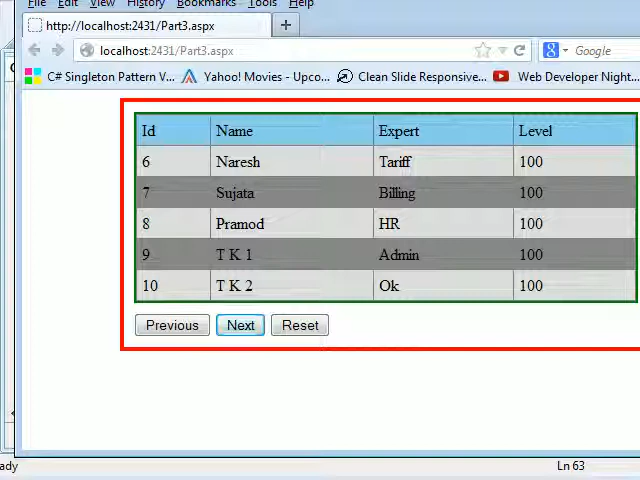 File Edit View History Bookmarks Tools Help
http://localhost:2431/Part3.aspx +
localhost:2431/Part3.aspx 8 Google
C# Singleton Pattern V... Yahoo! Movies - Upco... Clean Slide Responsive... Web Developer Night...
Id Name Expert Level
6 Naresh Tariff 100
7 Sujata Billing 100
8 Pramod HR 100
9 T K 1 Admin 100
10 T K 2 Ok 100
Previous Next Reset
ady Ln 63